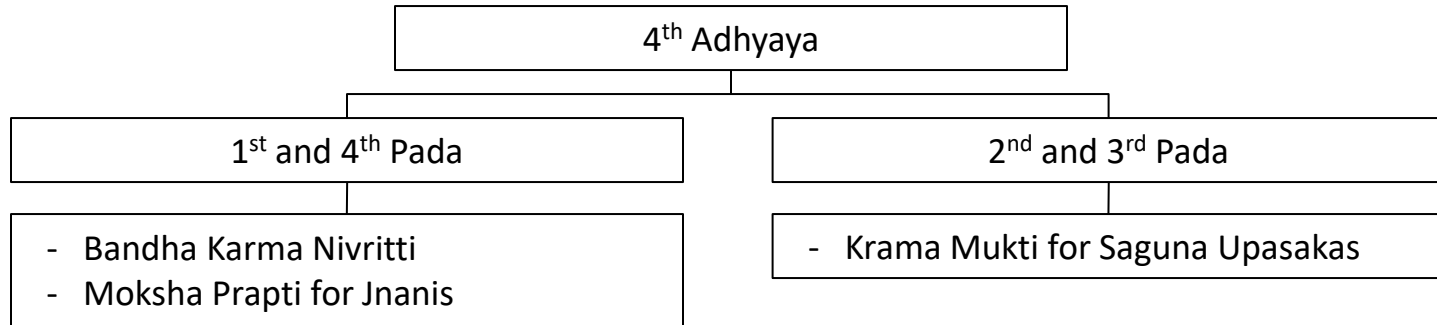 4th Adhyaya
1st and 4th Pada
2nd and 3rd Pada
- Bandha Karma Nivritti
- Moksha Prapti for Jnanis
- Krama Mukti for Saguna Upasakas